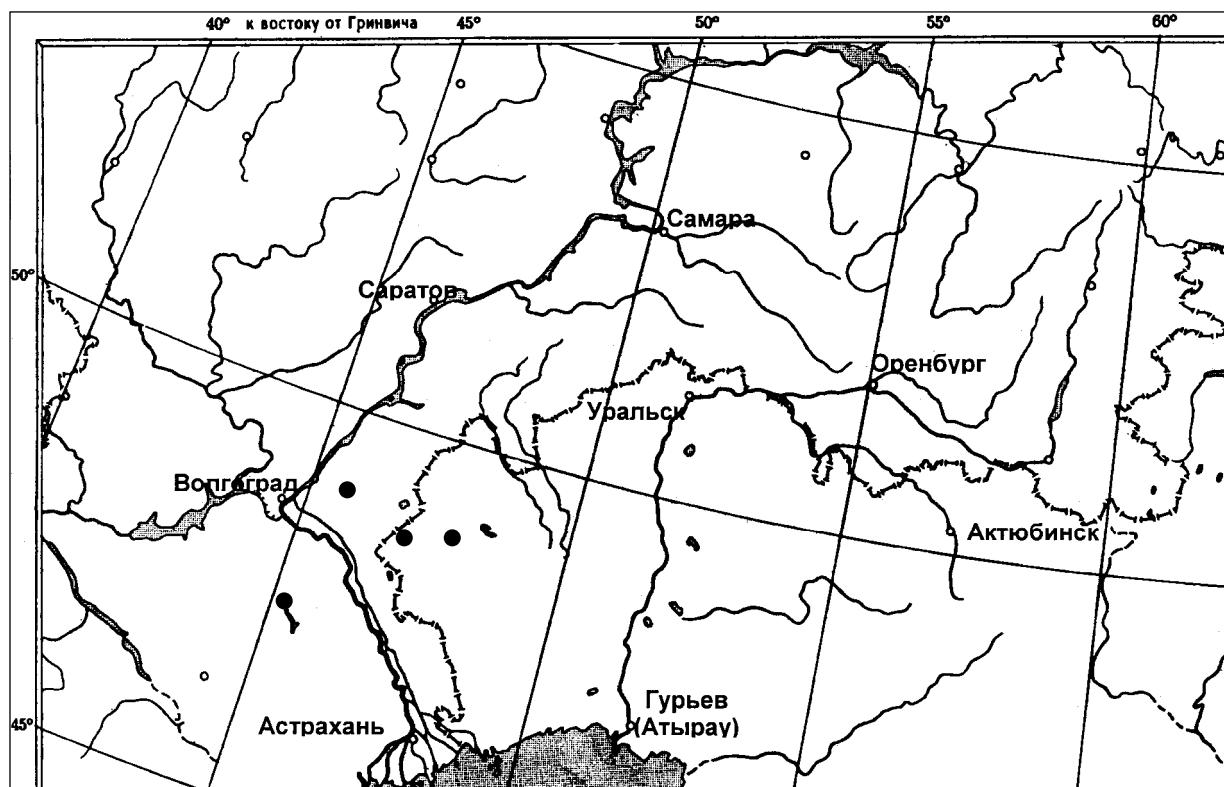 40° к востоку от Гринвича 45° 50° 55° 60°
Самара
50°
Саратов
Оренбург
Уральск
Волгоград
Актюбинск
Гурьев
(Атырау)
45°
Астрахань